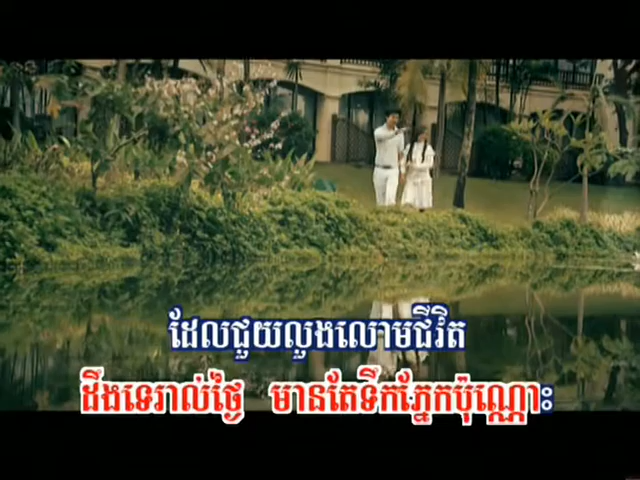 ដែលជួយលួងលោមជីវិត
ដឹងទេរាល់ថ្ងៃ មានតែទឹកភ្នែកប៉ុណ្ណោះ